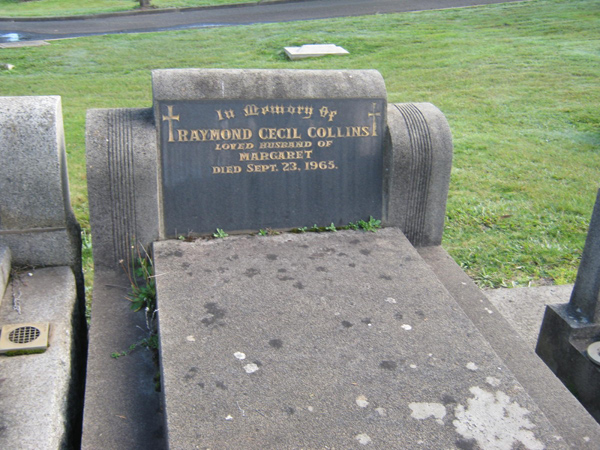 In Memory Of
RAYMOND CECIL COLLINS
LOVED HUSBAND OF
MARGARET
DIED SEPT. 23, 1965.